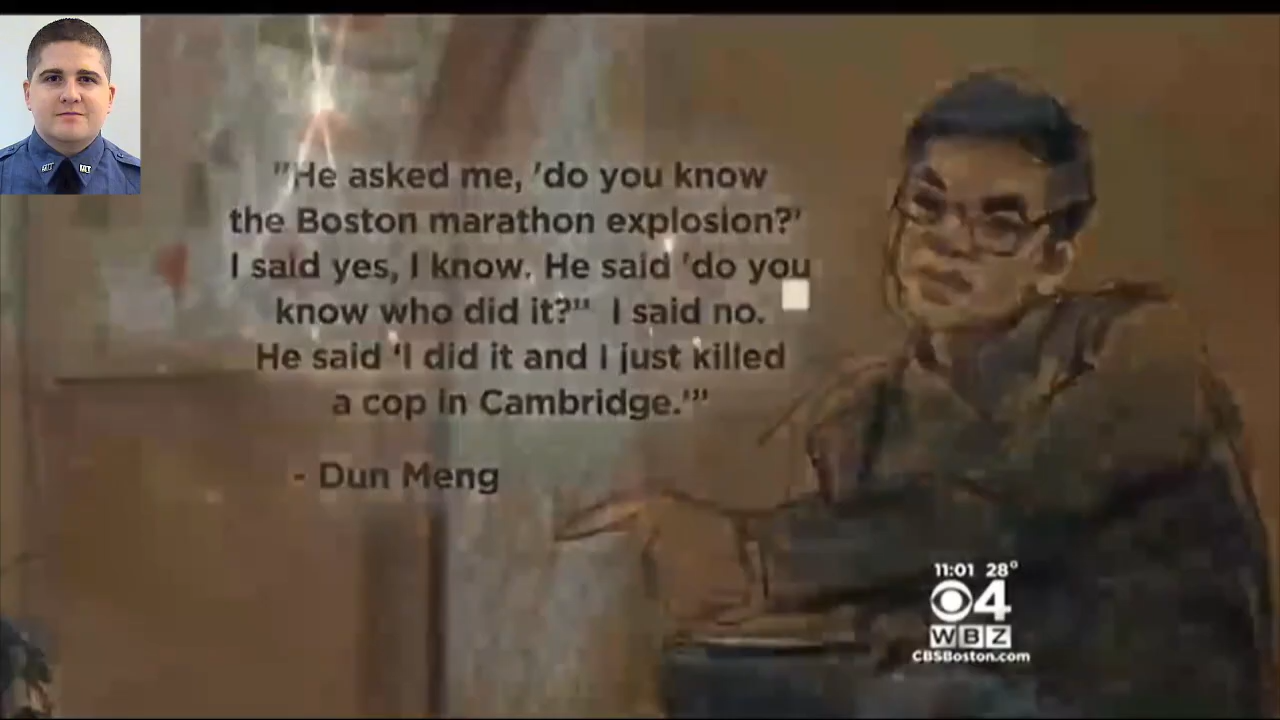 "He asked me, 'do you know
the Boston marathon explosion?'
I said yes, I know. He said 'do you
know who did it?'" I said no.
He said 'I did it and I just killed
a cop in Cambridge.'"
- Dun Meng
11:01 28°
4
WBZ
CBSBoston.com